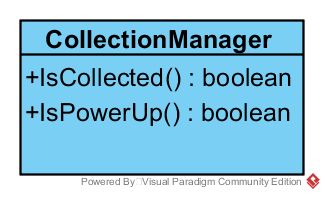 CollectionManager
+IsCollected() : boolean
+IsPowerUp() : boolean
Powered By Visual Paradigm Community Edition